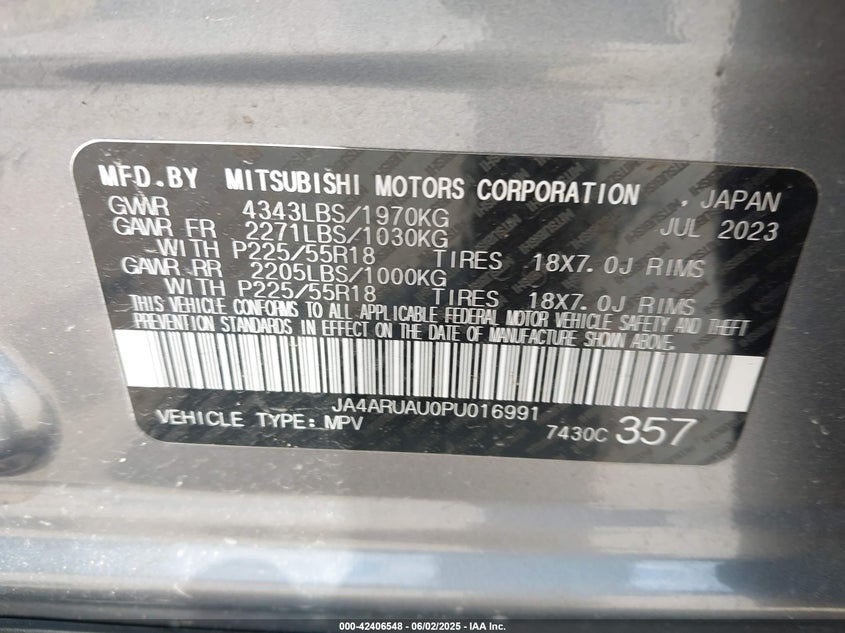 MFD.BY MITSUBISHI MOTORS CORPORATION , JAPAN
GVWR 4343LBS/1970KG JUL 2023
GAWR FR 2271LBS/1030KG
WITH P225/55R18 TIRES 18X7.0J RIMS
GAWR RR 2205LBS/1000KG
WITH P225/55R18 TIRES 18X7.0J RIMS
THIS VEHICLE CONFORMS TO ALL APPLICABLE FEDERAL MOTOR VEHICLE SAFETY AND THEFT
PREVENTION STANDARDS IN EFFECT ON THE DATE OF MANUFACTURE SHOWN ABOVE.
JA4ARUAU0PU016991
VEHICLE TYPE:MPV 7430C 357
000-42406548 | 06/02/2025 - IAA Inc.